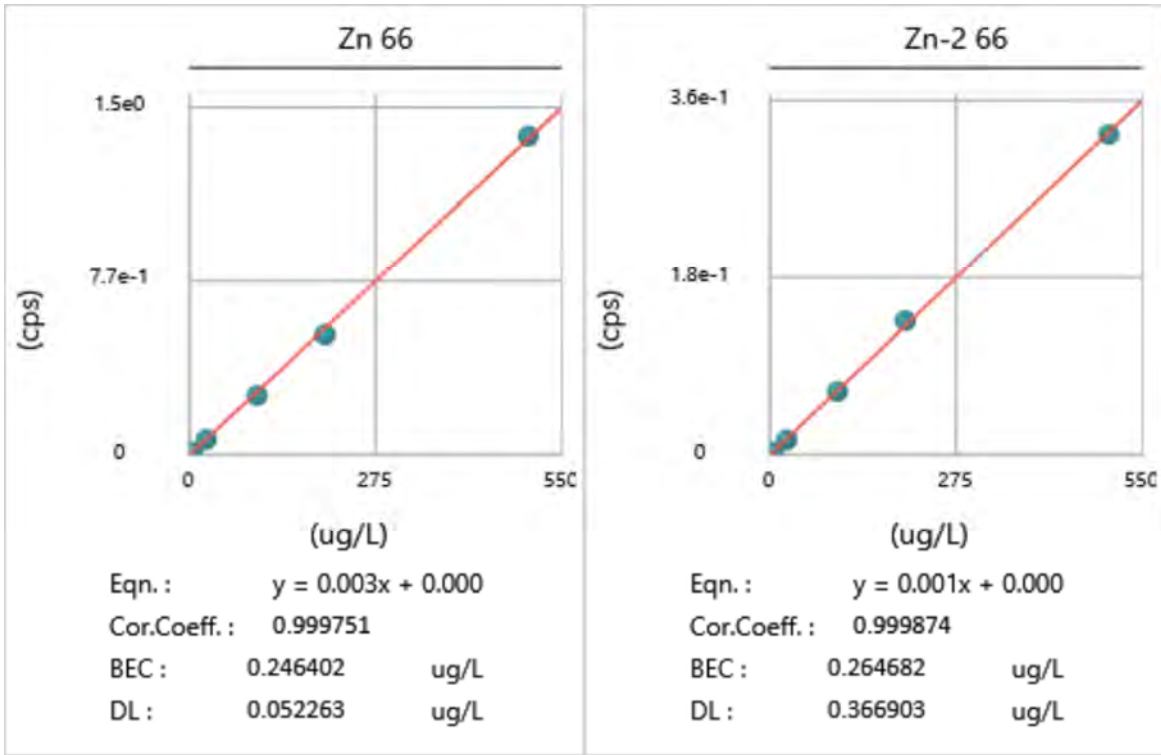 Zn 66
1.5e0
7.7e-1
0
(cps)
0 275 550
(ug/L)
Eqn. : y = 0.003x + 0.000
Cor.Coeff. : 0.999751
BEC : 0.246402 ug/L
DL : 0.052263 ug/L
Zn-2 66
3.6e-1
1.8e-1
0
(cps)
0 275 550
(ug/L)
Eqn. : y = 0.001x + 0.000
Cor.Coeff. : 0.999874
BEC : 0.264682 ug/L
DL : 0.366903 ug/L